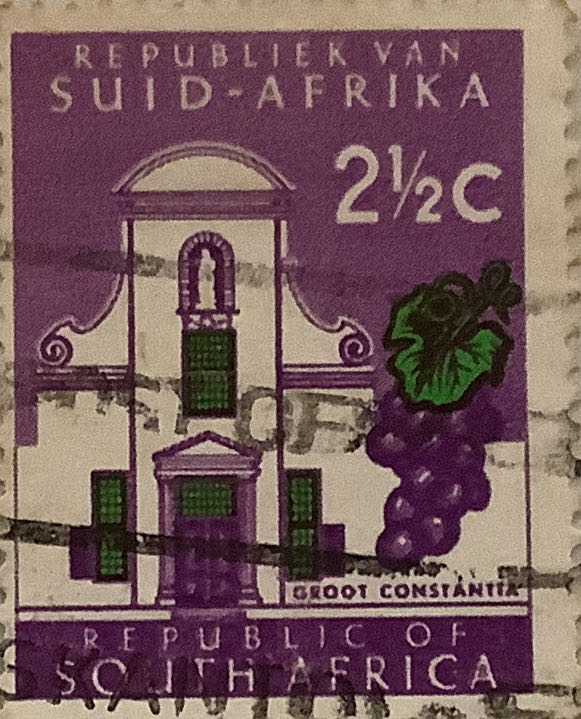 REPUBLIEK VAN
SUID-AFRIKA
2½C
GROOT CONSTANTIA
REPUBLIC OF
SOUTH AFRICA